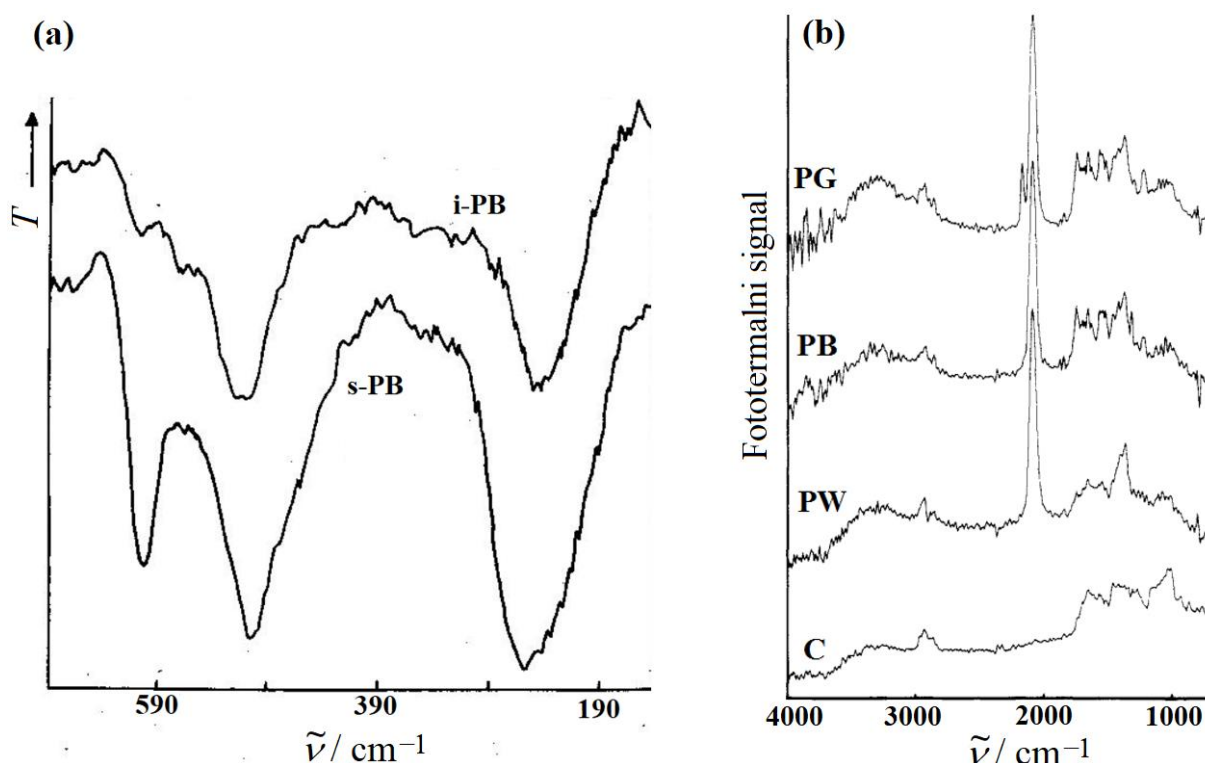 (a)
T
i-PB
s-PB
590
390
190
ν̃ / cm⁻¹
(b)
Fototermalni signal
PG
PB
PW
C
4000
3000
2000
1000
ν̃ / cm⁻¹